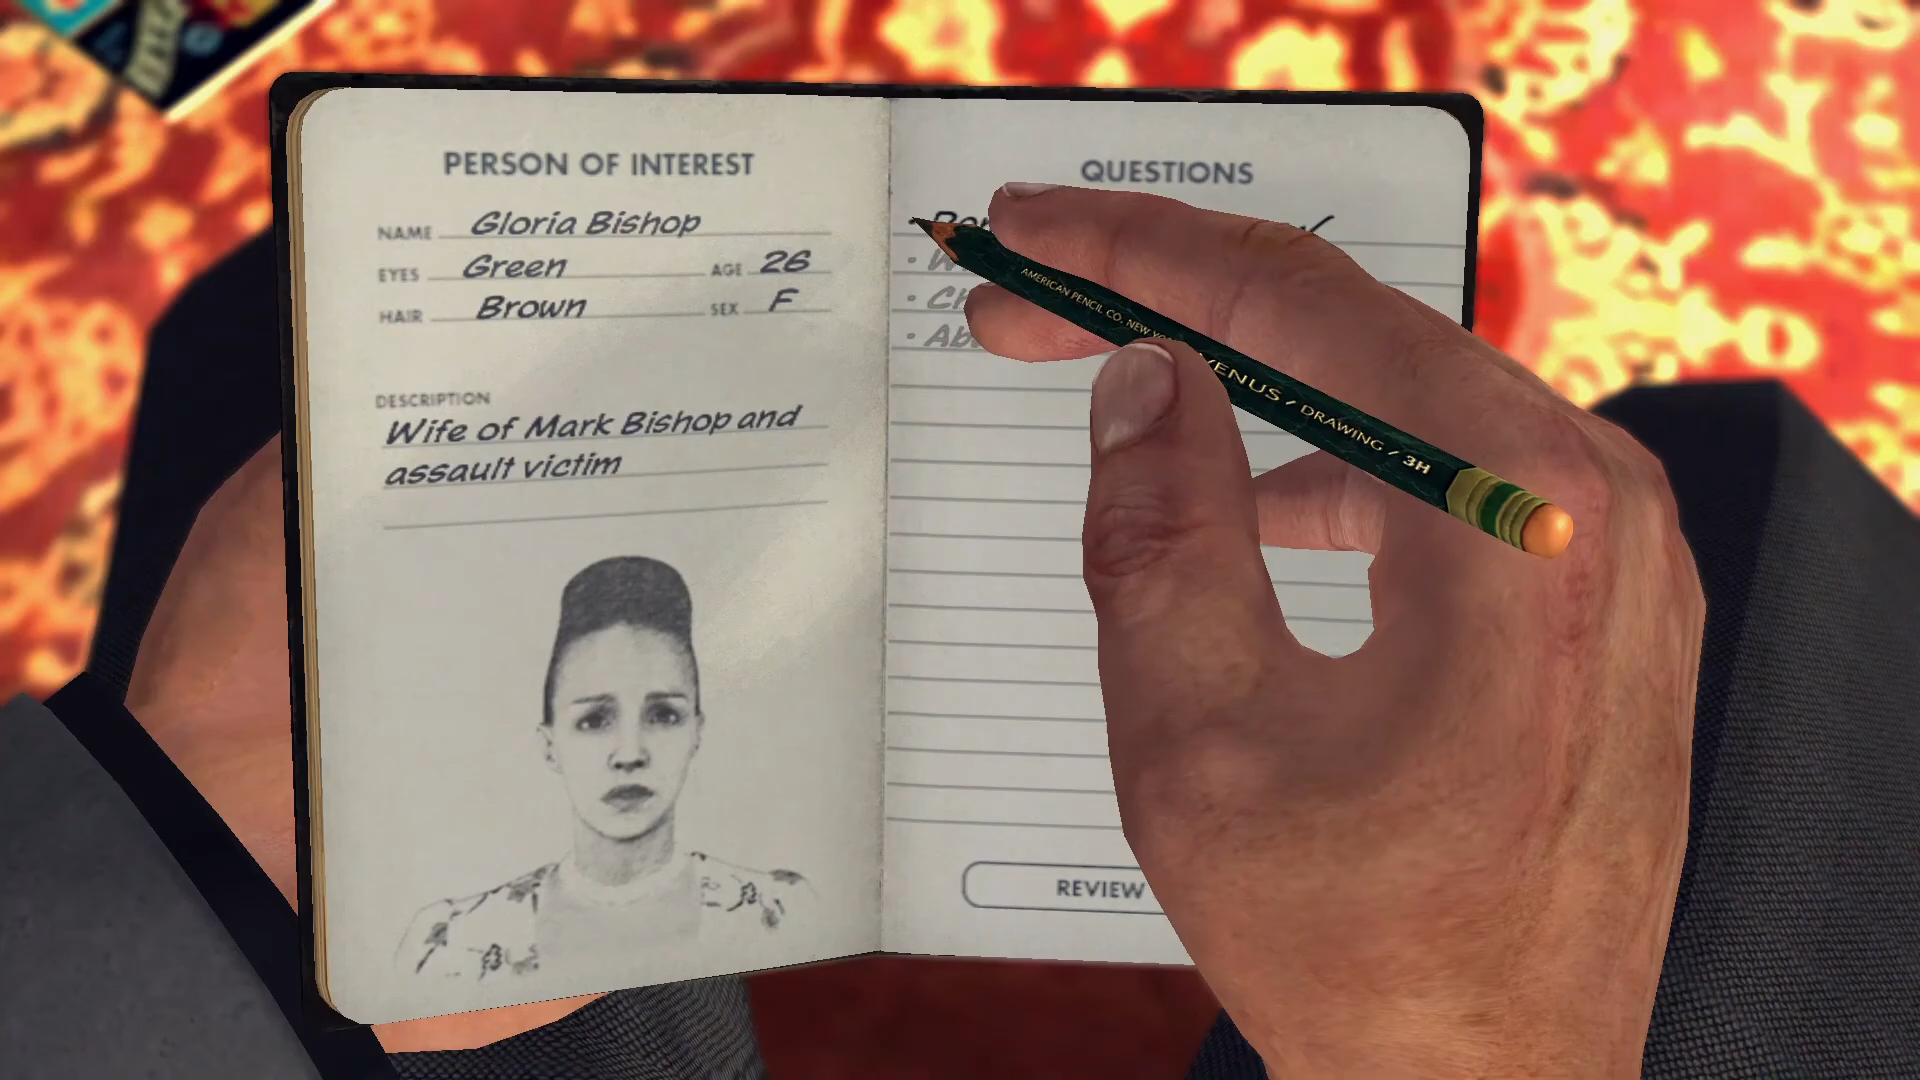 PERSON OF INTEREST
NAME Gloria Bishop
EYES Green AGE 26
HAIR Brown SEX F
DESCRIPTION
Wife of Mark Bishop and
assault victim
QUESTIONS
REVIEW
AMERICAN PENCIL CO. NEW YORK VENUS / DRAWING / 3H